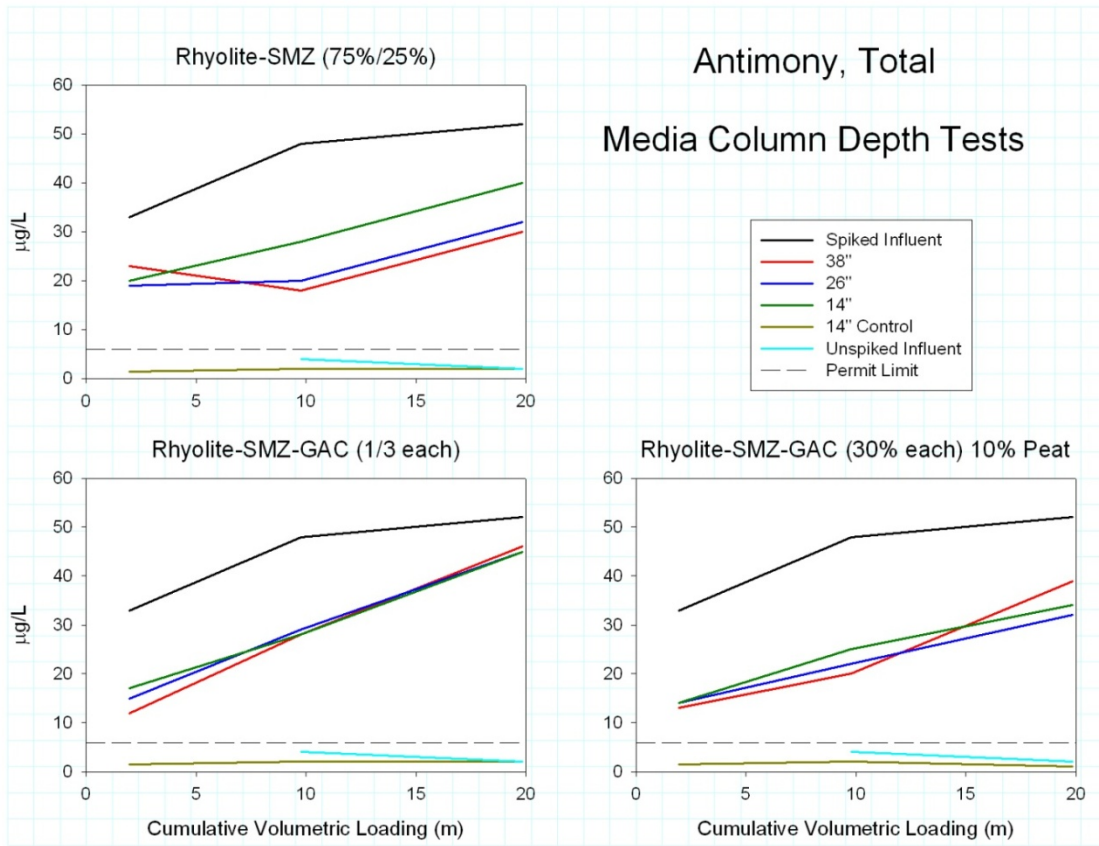 Antimony, Total
Media Column Depth Tests
Rhyolite-SMZ (75%/25%)
60
50
40
30
20
10
0
µg/L
0 5 10 15 20
Spiked Influent
38"
26"
14"
14" Control
Unspiked Influent
Permit Limit
Rhyolite-SMZ-GAC (1/3 each)
60
50
40
30
20
10
0
µg/L
0 5 10 15 20
Cumulative Volumetric Loading (m)
Rhyolite-SMZ-GAC (30% each) 10% Peat
60
50
40
30
20
10
0
0 5 10 15 20
Cumulative Volumetric Loading (m)